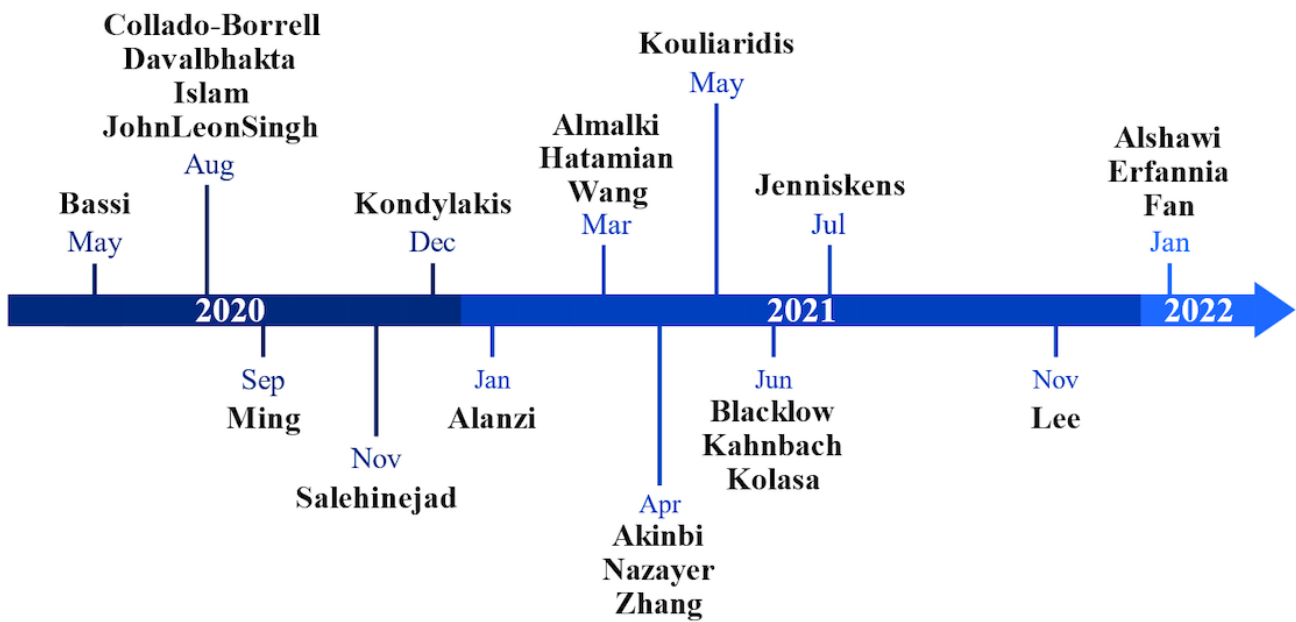 Collado-Borrell
Davalbhakta
Islam
JohnLeonSingh
Aug
Bassi
May
Kondylakis
Dec
Almalki
Hatamian
Wang
Mar
Kouliaridis
May
Jenniskens
Jul
Alshawi
Erfannia
Fan
Jan
2020
2021
2022
Sep
Ming
Nov
Salehinejad
Jan
Alanzi
Apr
Akinbi
Nazayer
Zhang
Jun
Blacklow
Kahnbach
Kolasa
Nov
Lee